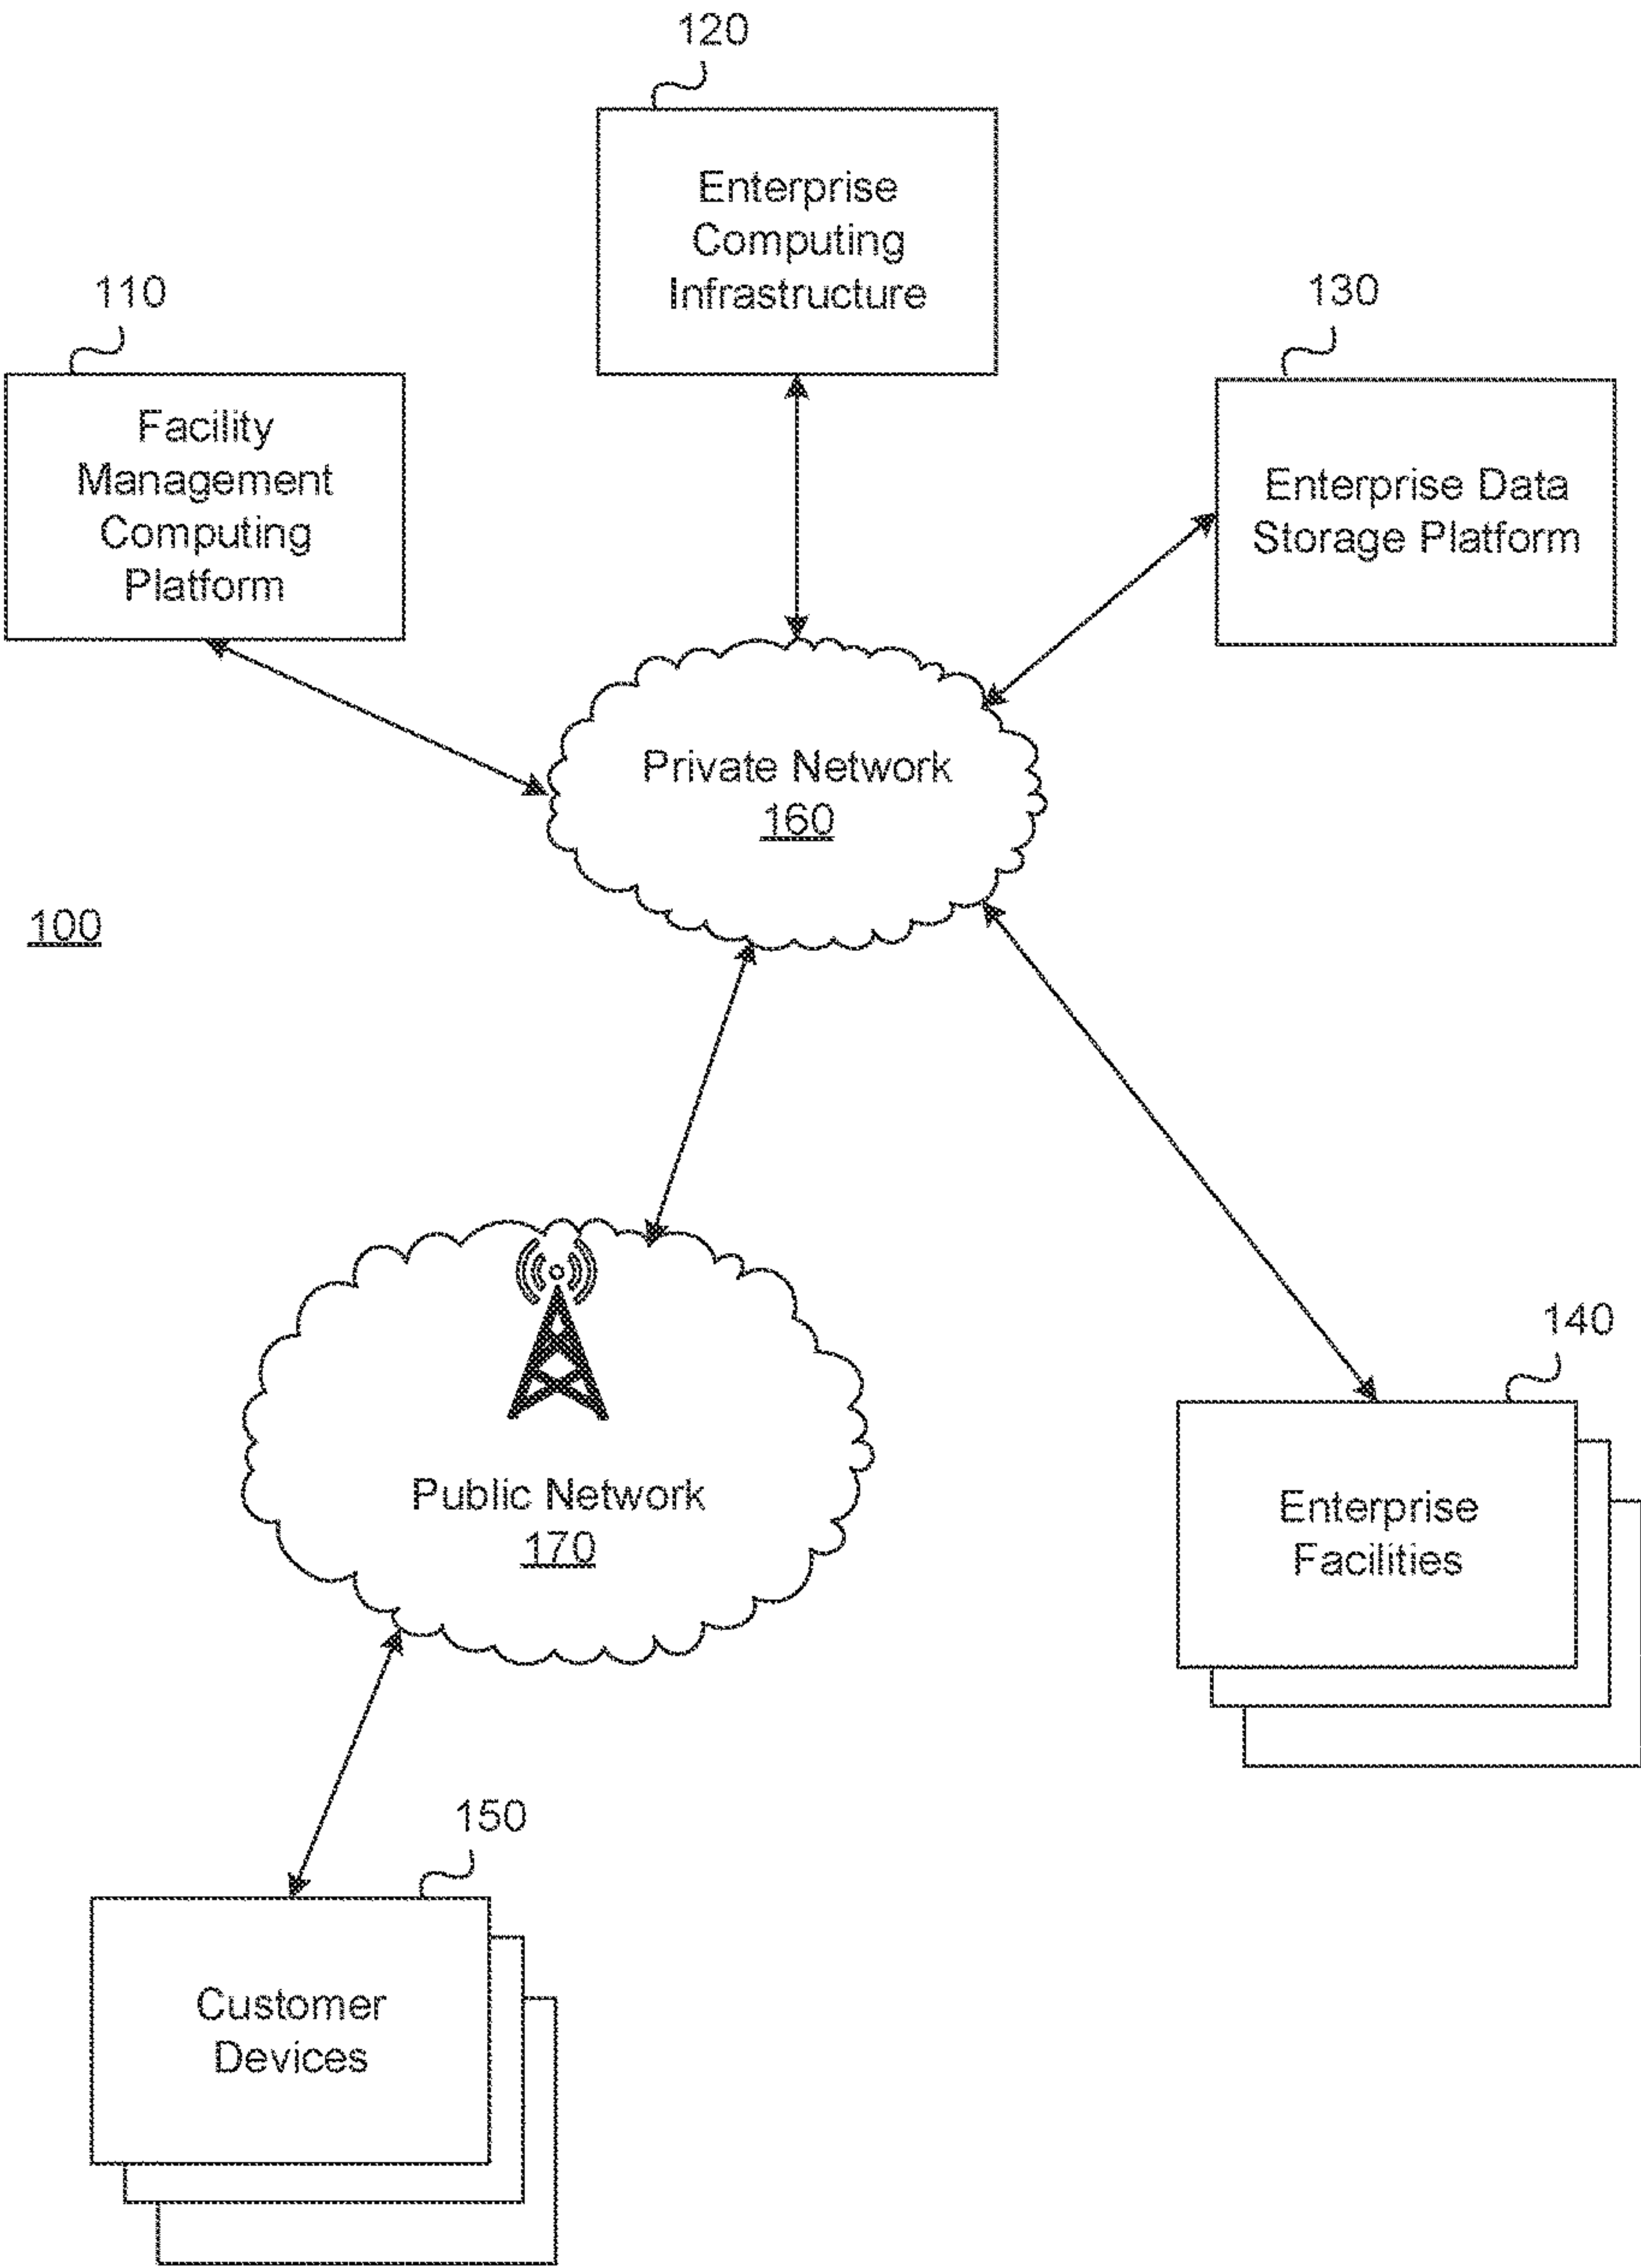 120
Enterprise
Computing
Infrastructure
110
Facility
Management
Computing
Platform
130
Enterprise Data
Storage Platform
Private Network
160
100
Public Network
170
140
Enterprise
Facilities
150
Customer
Devices